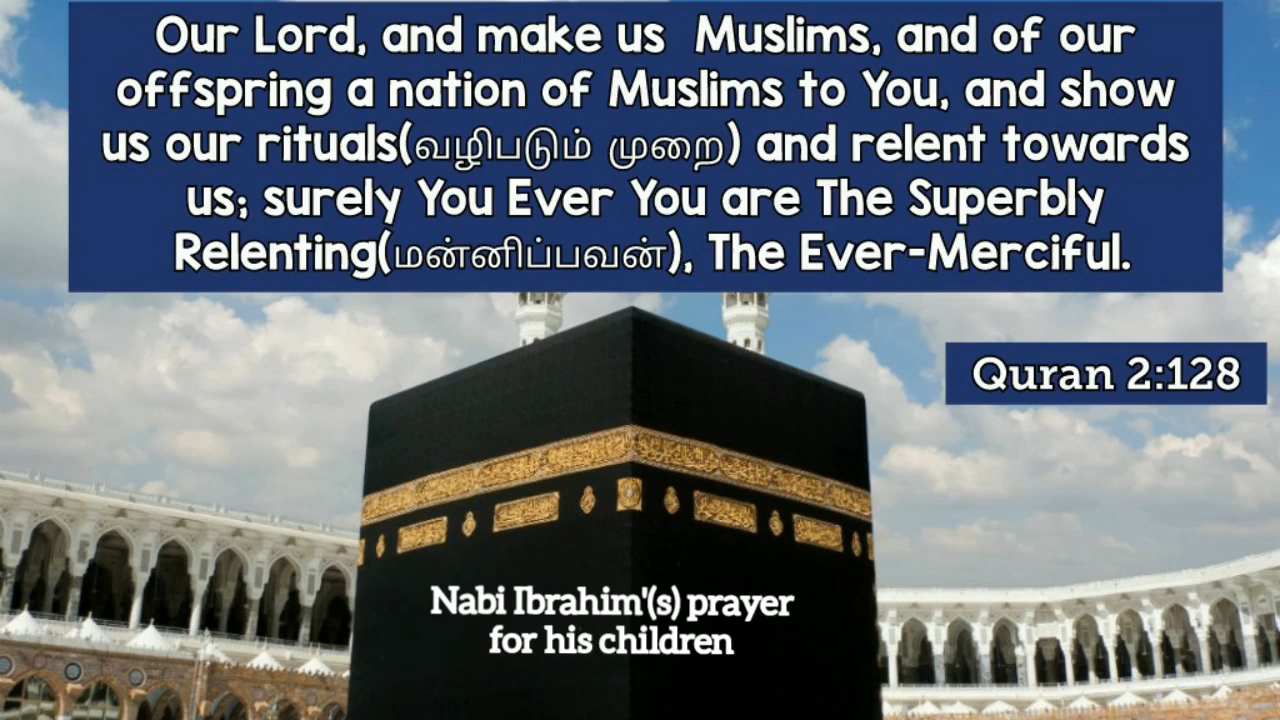 Our Lord, and make us Muslims, and of our
offspring a nation of Muslims to You, and show
us our rituals(வழிபடும் முறை) and relent towards
us; surely You Ever You are The Superbly
Relenting(மன்னிப்பவன்), The Ever-Merciful.
Quran 2:128
Nabi Ibrahim'(s) prayer
for his children